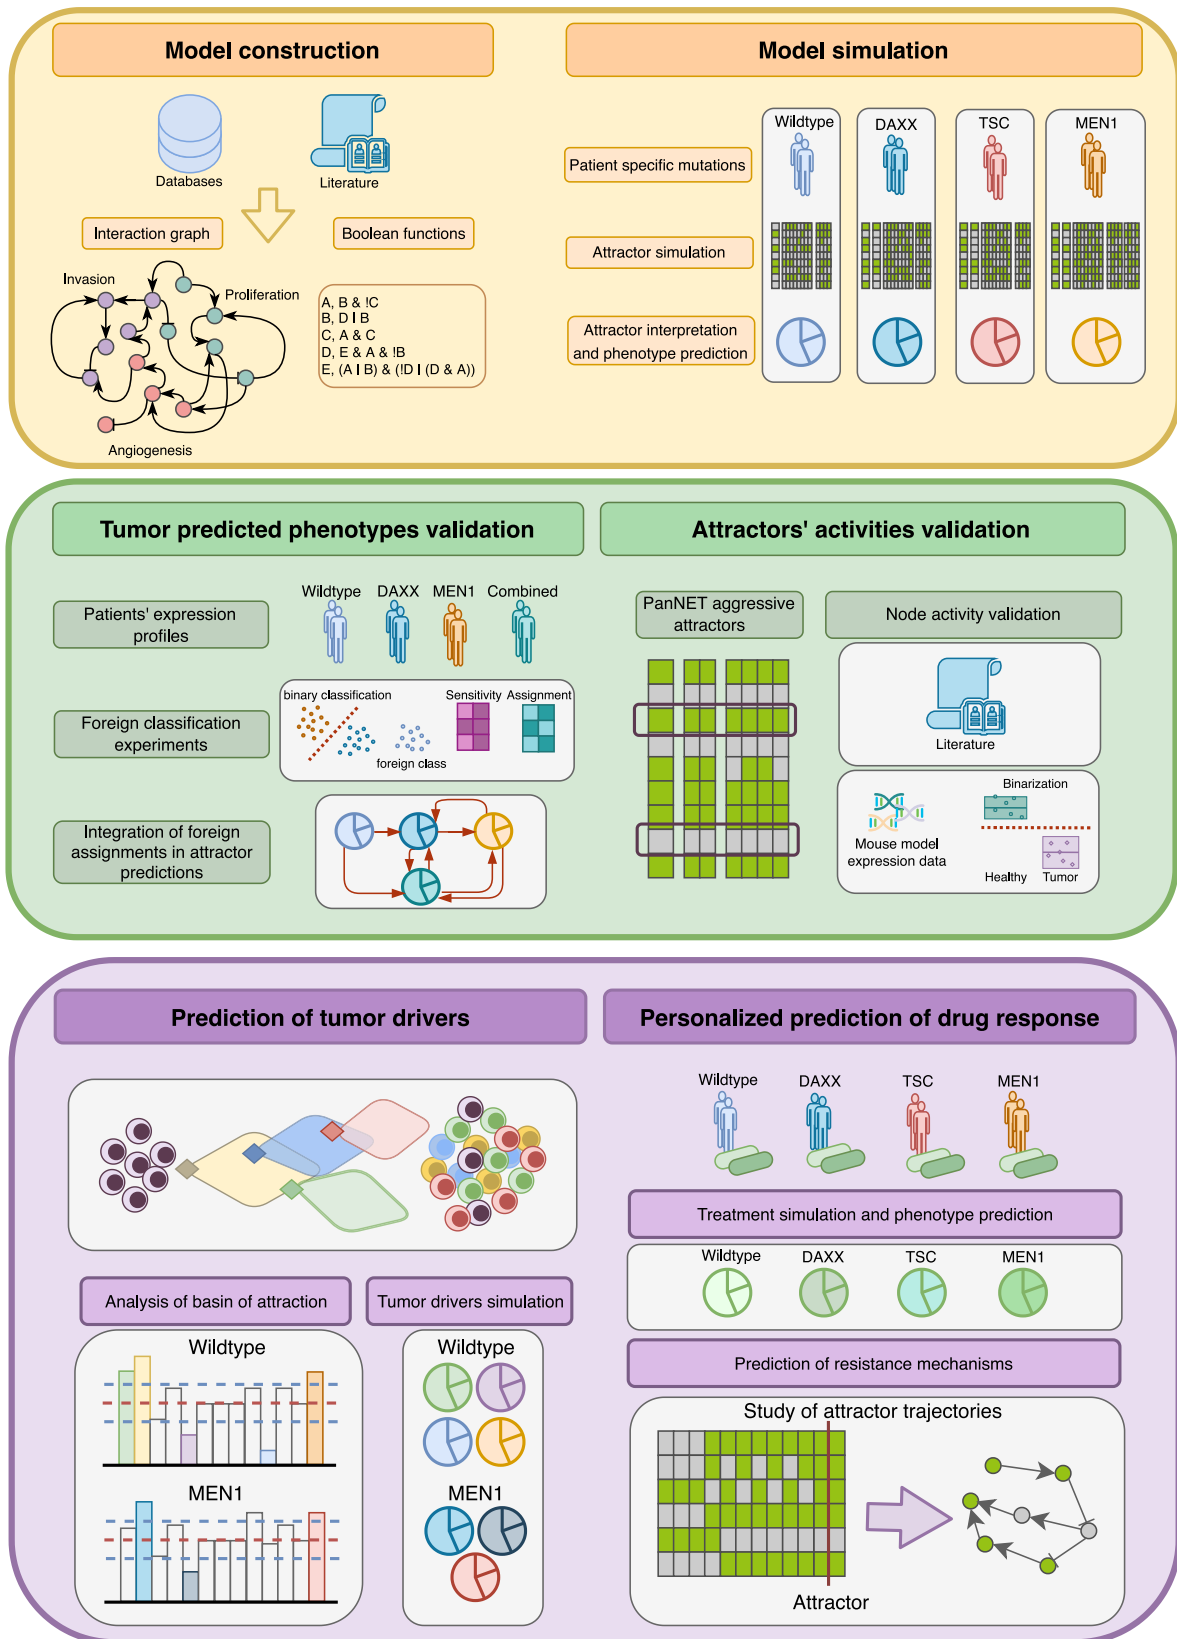 Model construction
Databases
Literature
Interaction graph
Boolean functions
Invasion
Proliferation
Angiogenesis
A, B & !C
B, D | B
C, A & C
D, E & A & !B
E, (A | B) & (!D | (D & A))
Model simulation
Wildtype
DAXX
TSC
MEN1
Patient specific mutations
Attractor simulation
Attractor interpretation
and phenotype prediction
Tumor predicted phenotypes validation
Wildtype
DAXX
MEN1
Combined
Patients' expression
profiles
binary classification
foreign class
Sensitivity
Assignment
Foreign classification
experiments
Integration of foreign
assignments in attractor
predictions
Attractors' activities validation
PanNET aggressive
attractors
Node activity validation
Literature
Mouse model
expression data
Binarization
Healthy
Tumor
Prediction of tumor drivers
Analysis of basin of attraction
Wildtype
MEN1
Tumor drivers simulation
Wildtype
MEN1
Personalized prediction of drug response
Wildtype
DAXX
TSC
MEN1
Treatment simulation and phenotype prediction
Wildtype
DAXX
TSC
MEN1
Prediction of resistance mechanisms
Study of attractor trajectories
Attractor